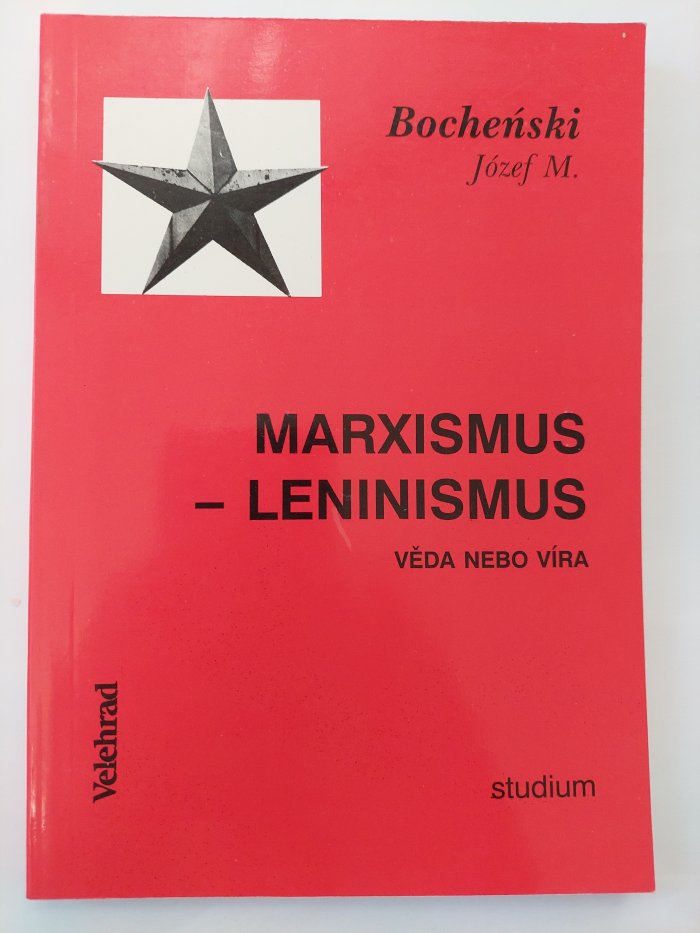 Bocheński
Józef M.
MARXISMUS
– LENINISMUS
VĚDA NEBO VÍRA
Velehrad
studium